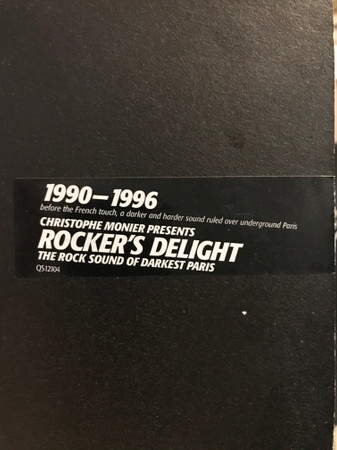 1990–1996
before the French touch, a darker and harder sound ruled over underground Paris
CHRISTOPHE MONIER PRESENTS
ROCKER'S DELIGHT
THE ROCK SOUND OF DARKEST PARIS
QS12104